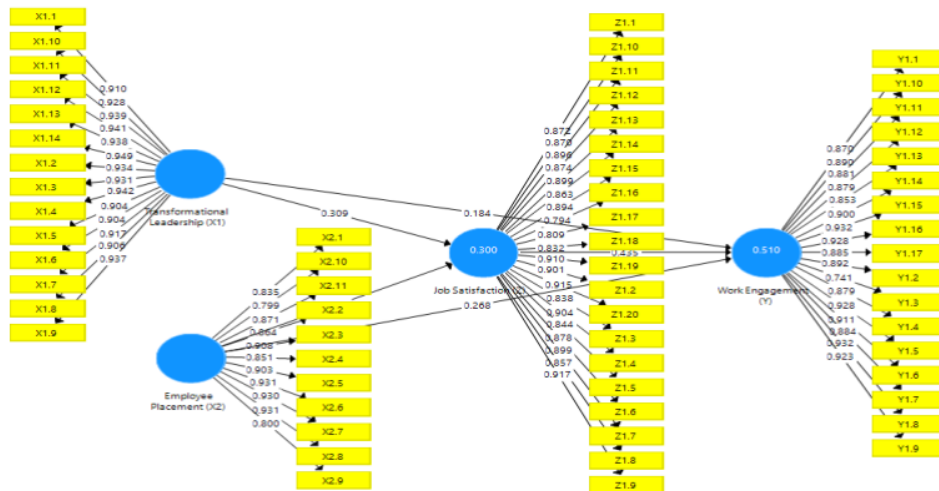 X1.1
X1.10
X1.11
X1.12
X1.13
X1.14
X1.2
X1.3
X1.4
X1.5
X1.6
X1.7
X1.8
X1.9
0.910
0.928
0.939
0.941
0.938
0.949
0.934
0.931
0.942
0.904
0.904
0.917
0.906
0.937
Transformational
Leadership (X1)
0.309
0.184
X2.1
X2.10
X2.11
X2.2
X2.3
X2.4
X2.5
X2.6
X2.7
X2.8
X2.9
0.835
0.799
0.871
0.864
0.908
0.851
0.903
0.931
0.930
0.931
0.800
Employee
Placement (X2)
0.268
Z1.1
Z1.10
Z1.11
Z1.12
Z1.13
Z1.14
Z1.15
Z1.16
Z1.17
Z1.18
Z1.19
Z1.2
Z1.20
Z1.3
Z1.4
Z1.5
Z1.6
Z1.7
Z1.8
Z1.9
0.872
0.870
0.896
0.874
0.899
0.863
0.894
0.794
0.809
0.832
0.910
0.901
0.915
0.838
0.904
0.844
0.878
0.899
0.857
0.917
0.300
Job Satisfaction
0.435
0.510
Work Engagement
(Y)
0.870
0.890
0.881
0.879
0.853
0.900
0.932
0.928
0.885
0.892
0.741
0.879
0.928
0.911
0.884
0.932
0.923
Y1.1
Y1.10
Y1.11
Y1.12
Y1.13
Y1.14
Y1.15
Y1.16
Y1.17
Y1.2
Y1.3
Y1.4
Y1.5
Y1.6
Y1.7
Y1.8
Y1.9